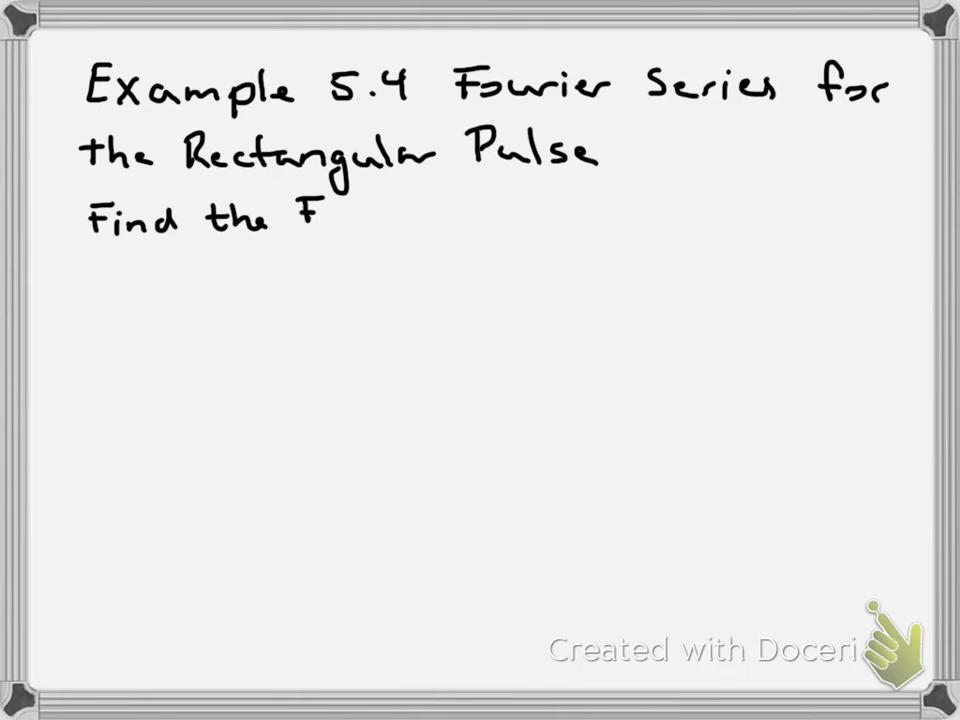 Example 5.4 Fourier Series for
the Rectangular Pulse
Find the F
Created with Doceri